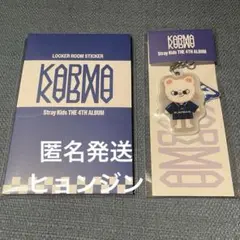 LOCKER ROOM STICKER
KARMA
Stray Kids THE 4TH ALBUM
Stray Kids THE 4TH ALBUM
KARMA
匿名発送
ヒョンジン